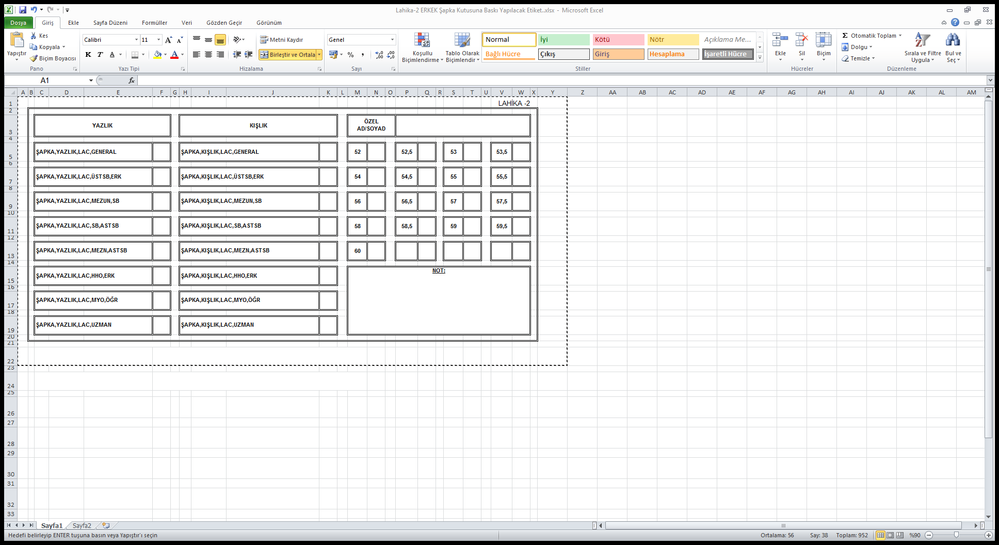 Lahika-2 ERKEK Şapka Kutusuna Baskı Yapılacak Etiket..xlsx - Microsoft Excel
Dosya Giriş Ekle Sayfa Düzeni Formüller Veri Gözden Geçir Görünüm
Yapıştır
Kes
Kopyala
Biçim Boyacısı
Pano
Calibri 11
K T A
Yazı Tipi
Metni Kaydır
Birleştir ve Ortala
Hizalama
Genel
%
Sayı
Koşullu Biçimlendirme
Tablo Olarak Biçimlendir
Normal İyi Kötü Nötr Açıklama Me...
Bağlı Hücre Çıkış Giriş Hesaplama İşaretli Hücre
Stiller
Ekle Sil Biçim
Hücreler
Σ Otomatik Toplam
Dolgu
Temizle
Sırala ve Filtre Uygula
Bul ve Seç
Düzenleme
A1 fx
A B C D E F G H I J K L M N O P Q R S T U V W X Y Z AA AB AC AD AE AF AG AH AI AJ AK AL AM
1 LAHİKA -2
2
3 YAZLIK KIŞLIK ÖZEL AD/SOYAD
4
5 ŞAPKA,YAZLIK,LAC,GENERAL ŞAPKA,KIŞLIK,LAC,GENERAL 52 52,5 53 53,5
6
7 ŞAPKA,YAZLIK,LAC,ÜSTSB,ERK ŞAPKA,KIŞLIK,LAC,ÜSTSB,ERK 54 54,5 55 55,5
8
9 ŞAPKA,YAZLIK,LAC,MEZUN,SB ŞAPKA,KIŞLIK,LAC,MEZUN,SB 56 56,5 57 57,5
10
11 ŞAPKA,YAZLIK,LAC,SB,ASTSB ŞAPKA,KIŞLIK,LAC,SB,ASTSB 58 58,5 59 59,5
12
13 ŞAPKA,YAZLIK,LAC,MEZN,ASTSB ŞAPKA,KIŞLIK,LAC,MEZN,ASTSB 60
14
15 ŞAPKA,YAZLIK,LAC,HHO,ERK ŞAPKA,KIŞLIK,LAC,HHO,ERK NOT:
16
17 ŞAPKA,YAZLIK,LAC,MYO,ÖĞR ŞAPKA,KIŞLIK,LAC,MYO,ÖĞR
18
19 ŞAPKA,YAZLIK,LAC,UZMAN ŞAPKA,KIŞLIK,LAC,UZMAN
20
21
22
23
24
25
26
27
28
29
30
31
32
33
Sayfa1 Sayfa2
Hedefi belirleyip ENTER tuşuna basın veya Yapıştır'ı seçin Ortalama: 56 Say: 38 Toplam: 952 %90